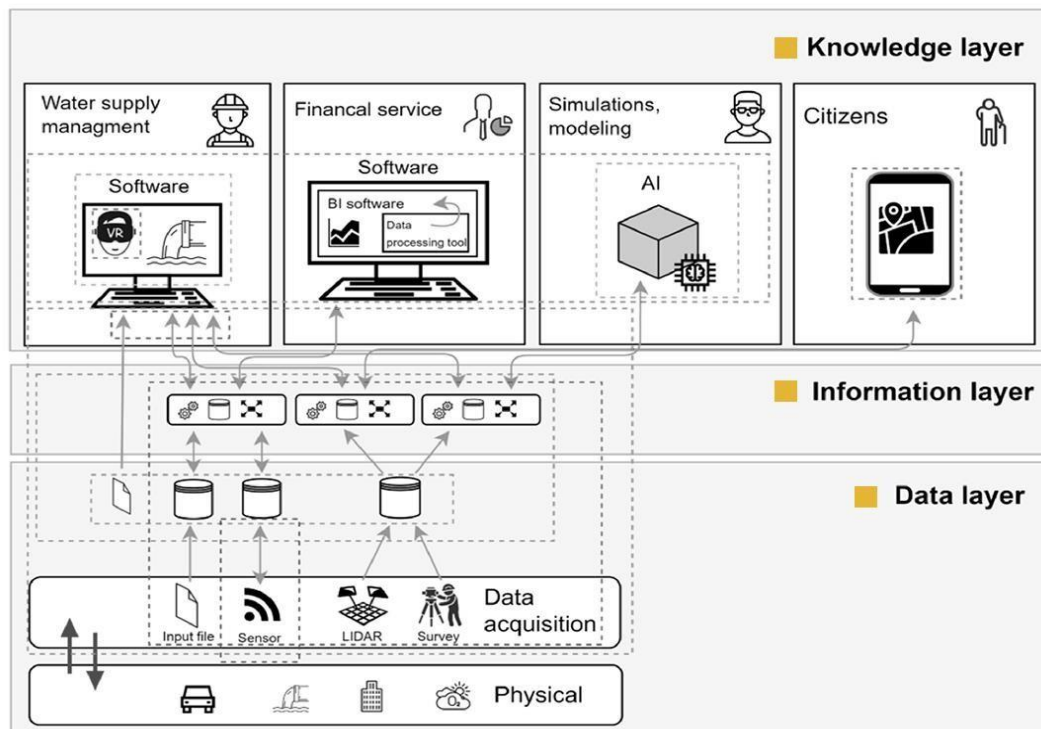 Knowledge layer
Water supply
managment
Financal service
Simulations,
modeling
Citizens
Software
VR
Software
BI software
Data
processing tool
AI
Information layer
Data layer
Input file
Sensor
LIDAR
Survey
Data
acquisition
O₂
Physical